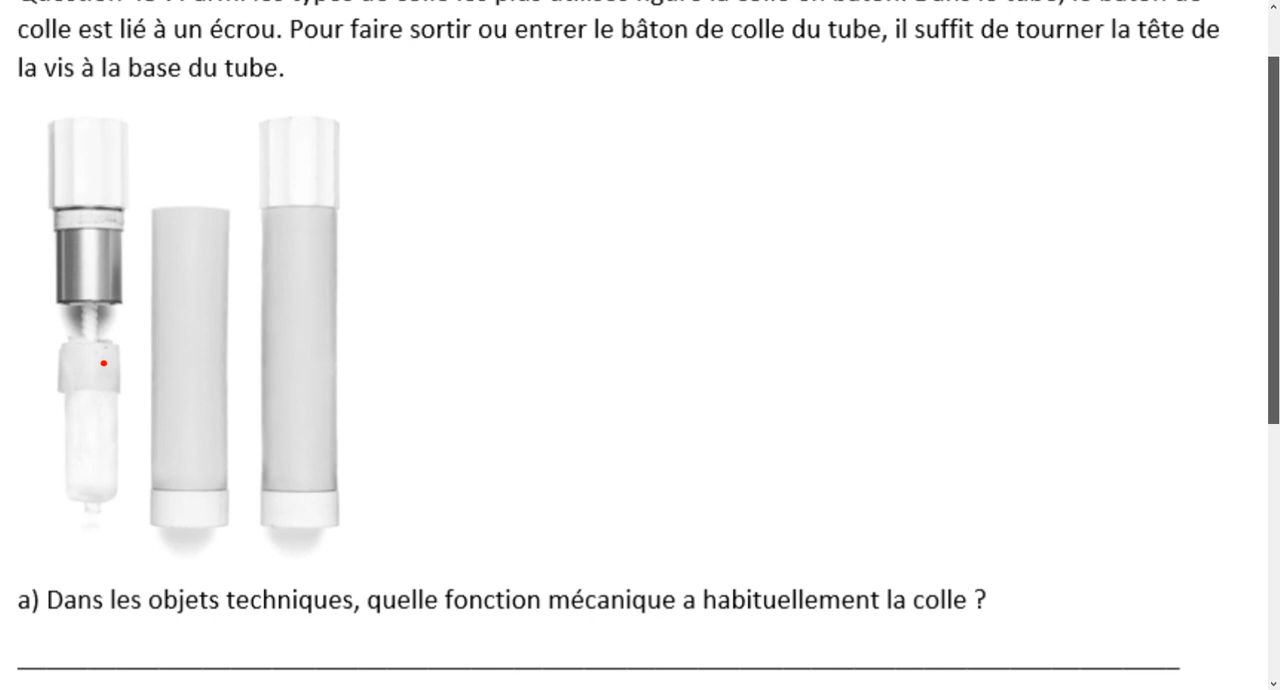 colle est lié à un écrou. Pour faire sortir ou entrer le bâton de colle du tube, il suffit de tourner la tête de
la vis à la base du tube.
a) Dans les objets techniques, quelle fonction mécanique a habituellement la colle ?